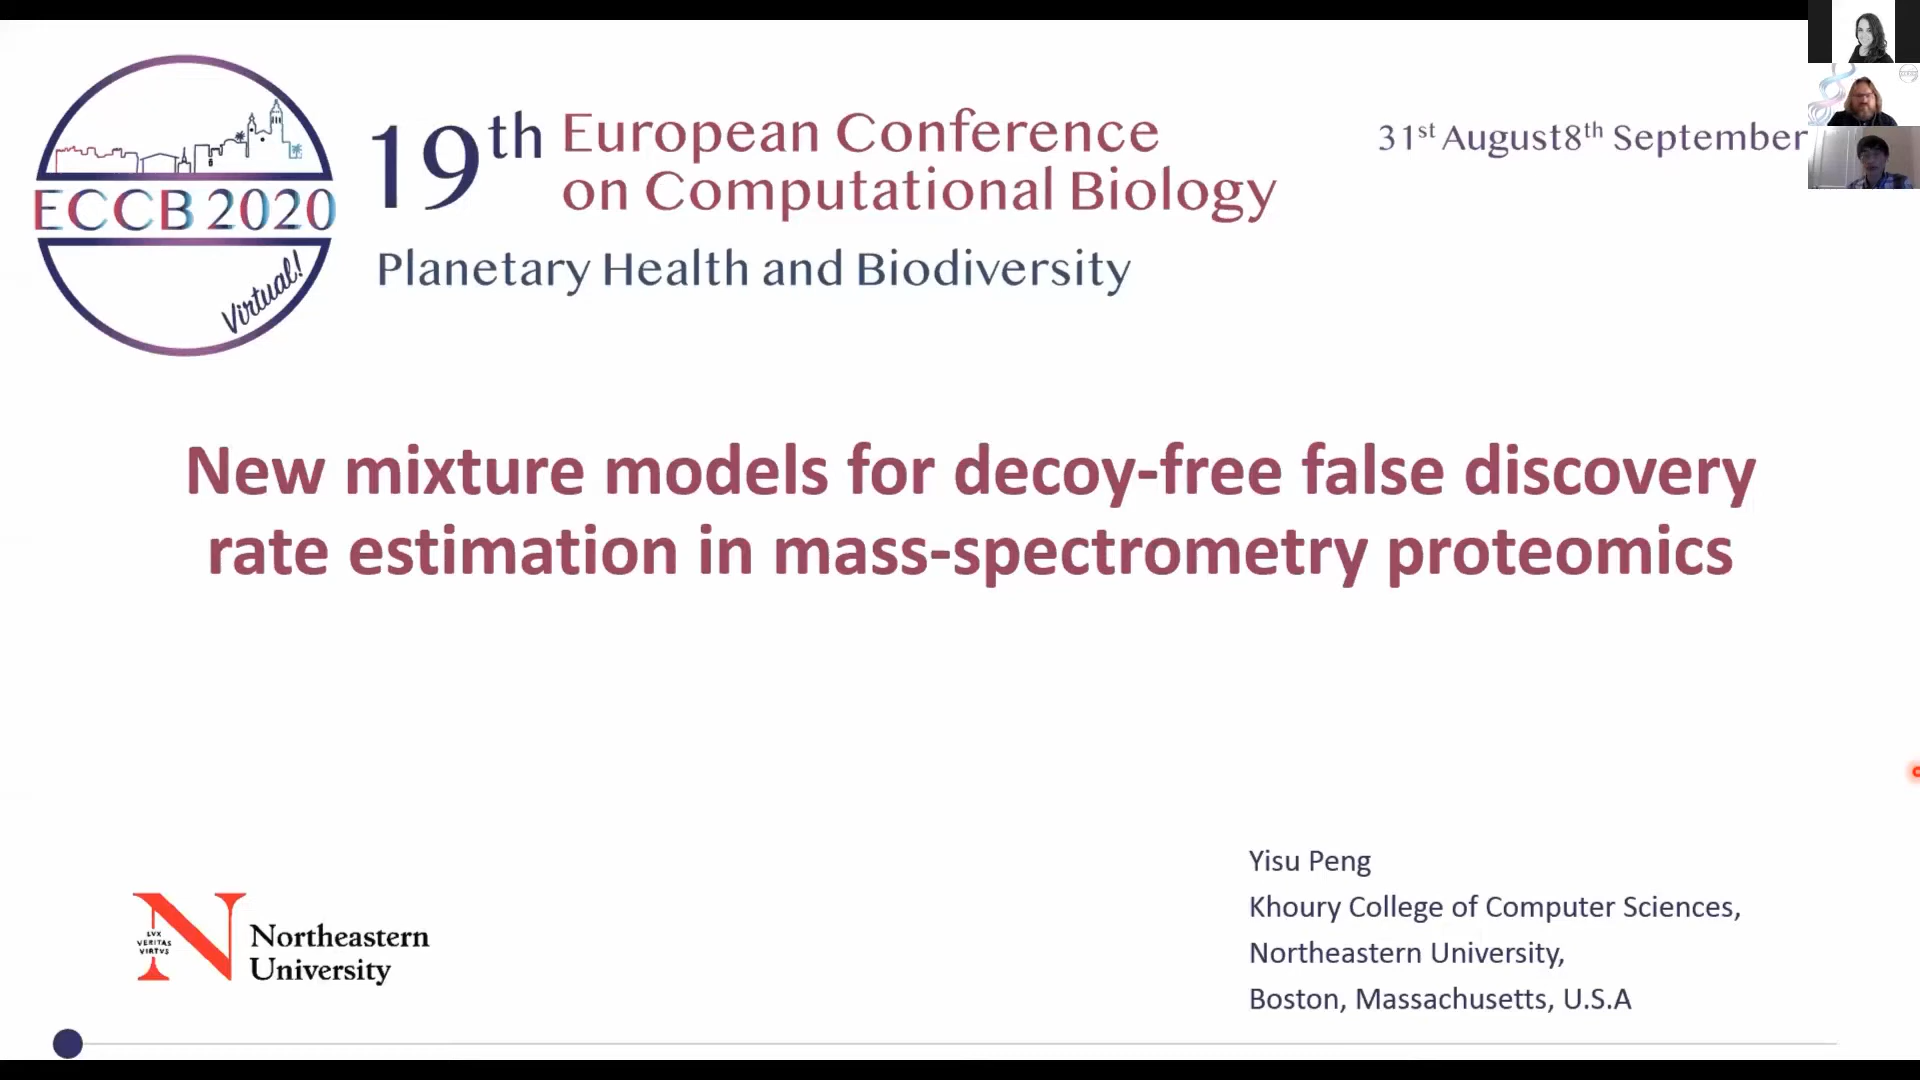 ECCB 2020
Virtual!
19th European Conference
on Computational Biology
Planetary Health and Biodiversity
31st August8th September
New mixture models for decoy-free false discovery
rate estimation in mass-spectrometry proteomics
LVX
VERITAS
VIRTVS
Northeastern
University
Yisu Peng
Khoury College of Computer Sciences,
Northeastern University,
Boston, Massachusetts, U.S.A